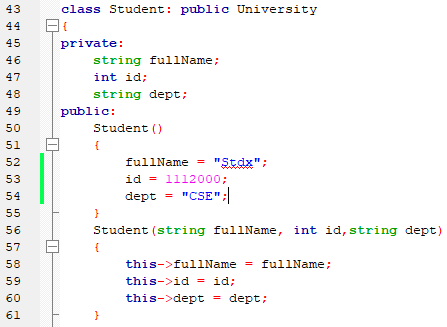 43 class Student: public University
44 {
45 private:
46 string fullName;
47 int id;
48 string dept;
49 public:
50 Student()
51 {
52 fullName = "Stdx";
53 id = 1112000;
54 dept = "CSE";
55 }
56 Student(string fullName, int id,string dept)
57 {
58 this->fullName = fullName;
59 this->id = id;
60 this->dept = dept;
61 }